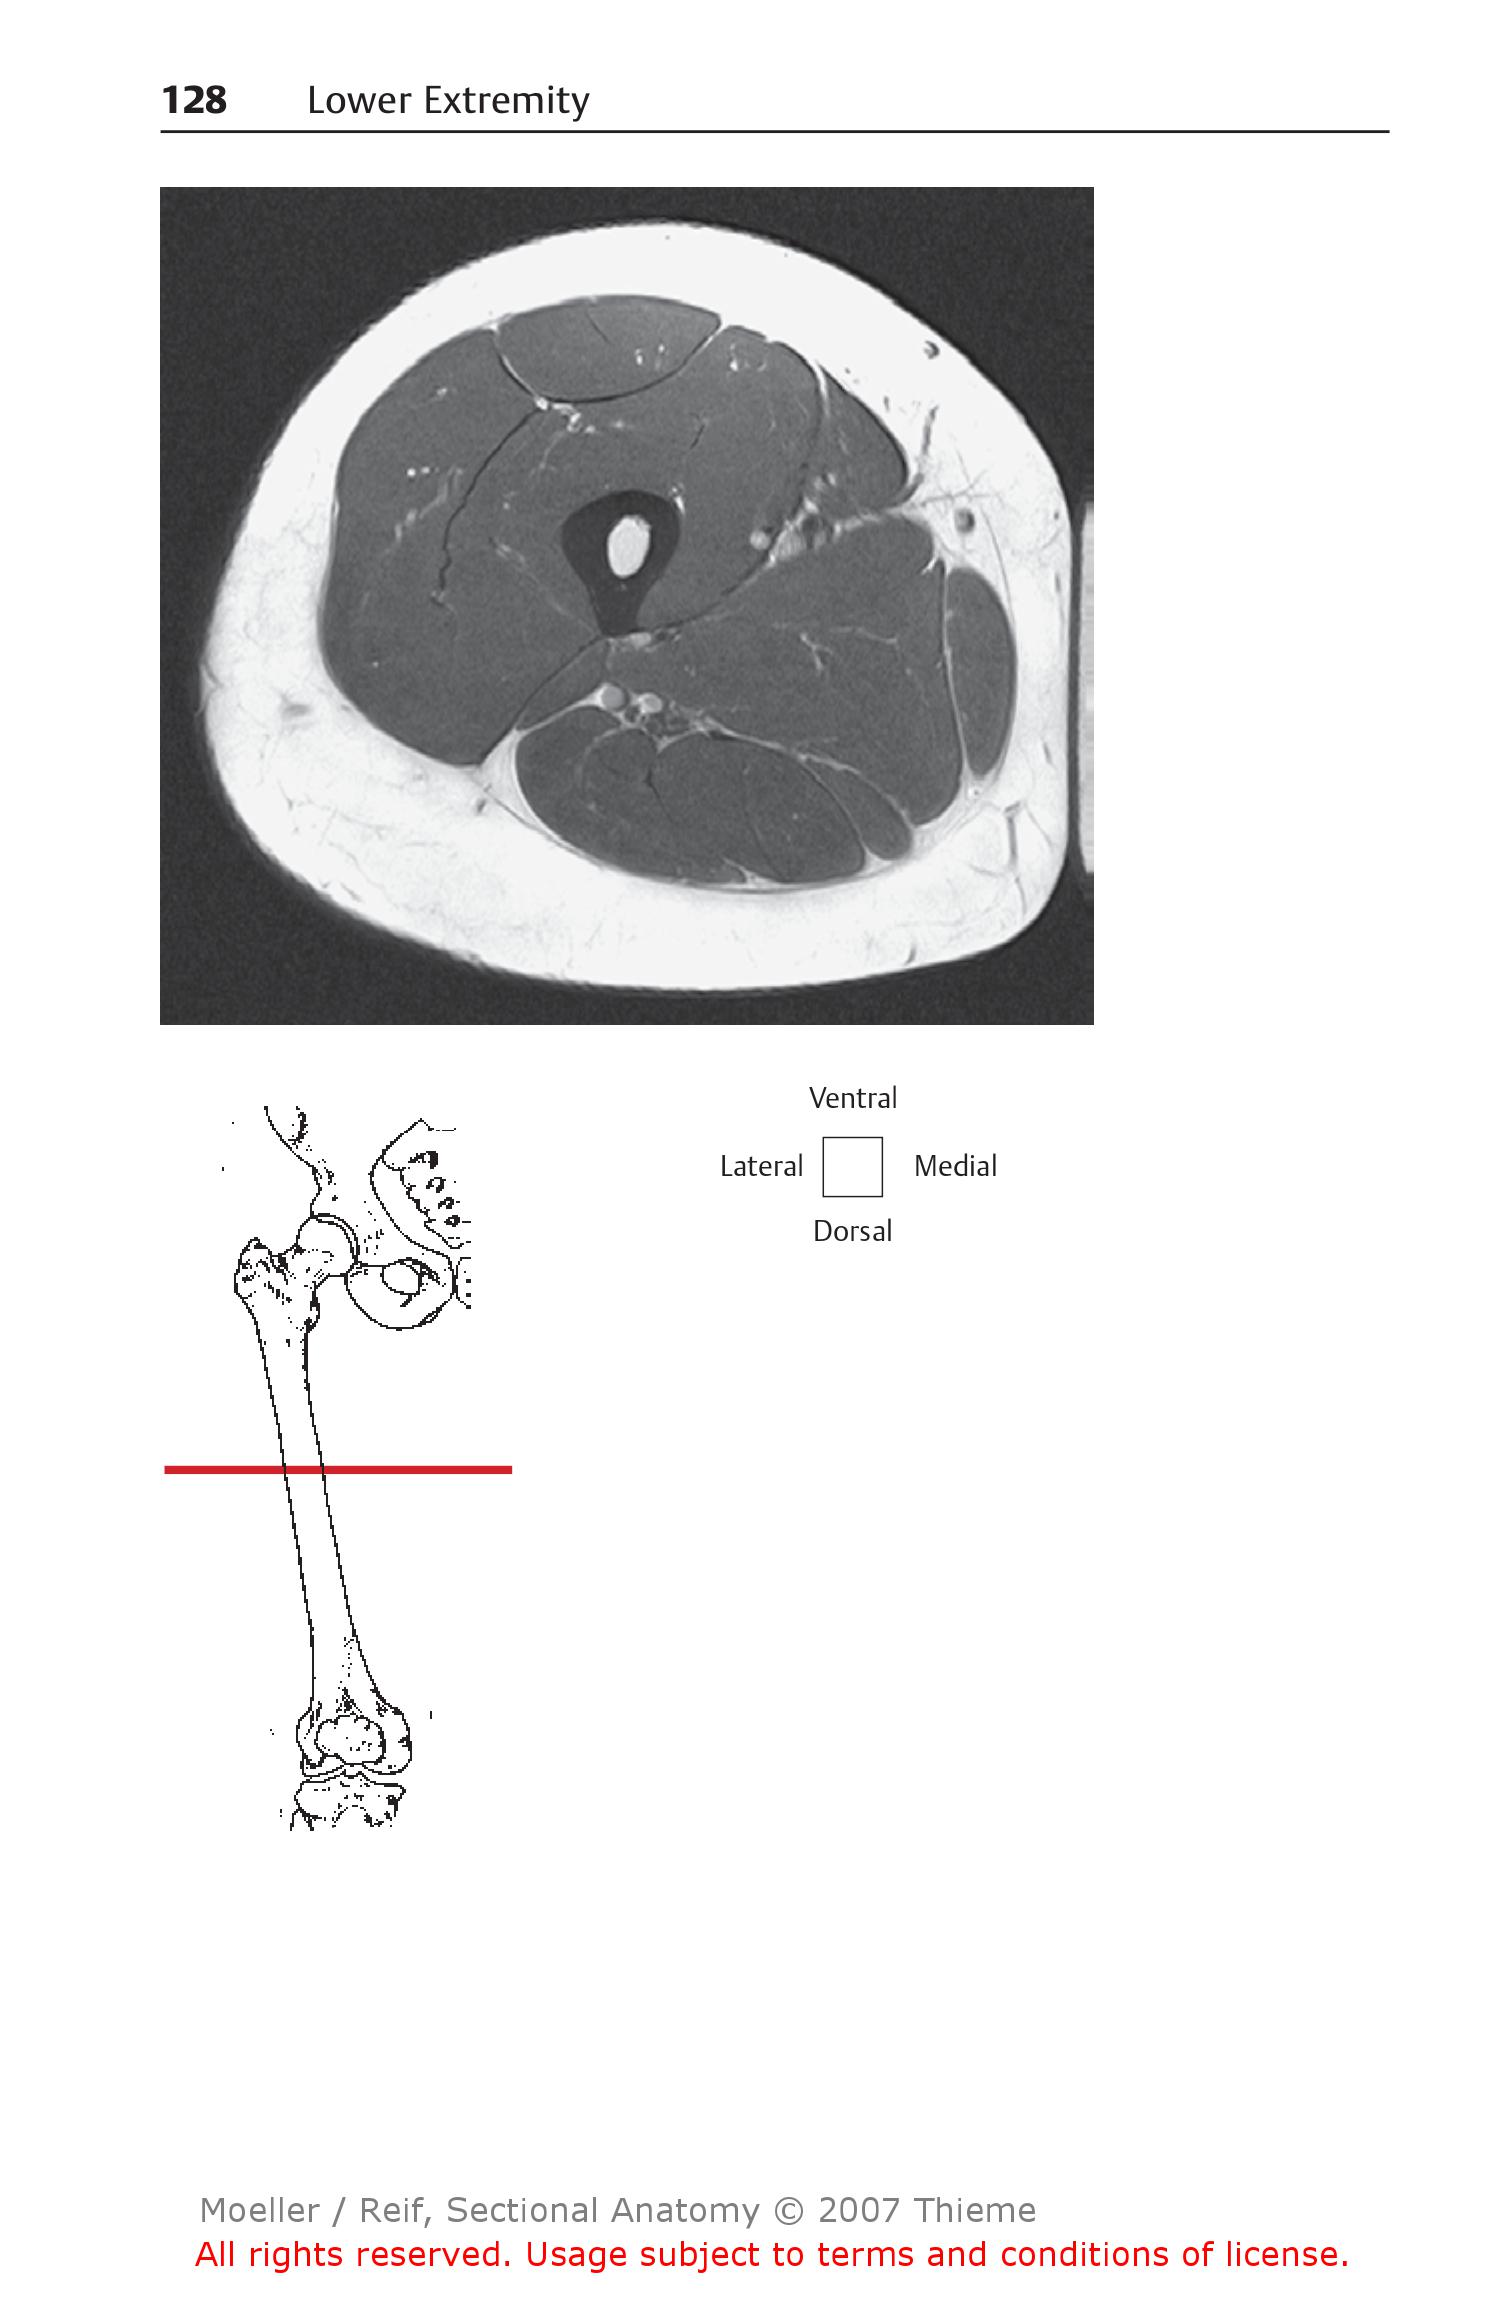 128 Lower Extremity
Ventral
Lateral Medial
Dorsal
Moeller / Reif, Sectional Anatomy © 2007 Thieme
All rights reserved. Usage subject to terms and conditions of license.